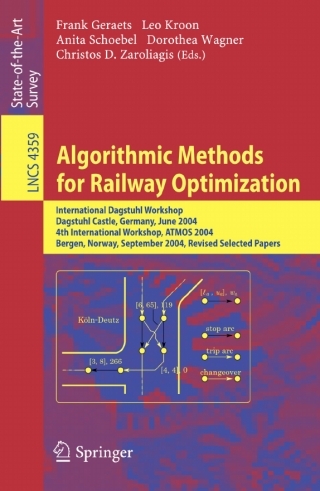 Frank Geraets   Leo Kroon
Anita Schoebel   Dorothea Wagner
Christos D. Zaroliagis (Eds.)
State-of-the-Art
Survey
LNCS 4359
Algorithmic Methods
for Railway Optimization
International Dagstuhl Workshop
Dagstuhl Castle, Germany, June 2004
4th International Workshop, ATMOS 2004
Bergen, Norway, September 2004, Revised Selected Papers
[6, 65], 119
Köln-Deutz
stop arc
[3, 8], 266
trip arc
[4, 4], 0
changeover
Springer